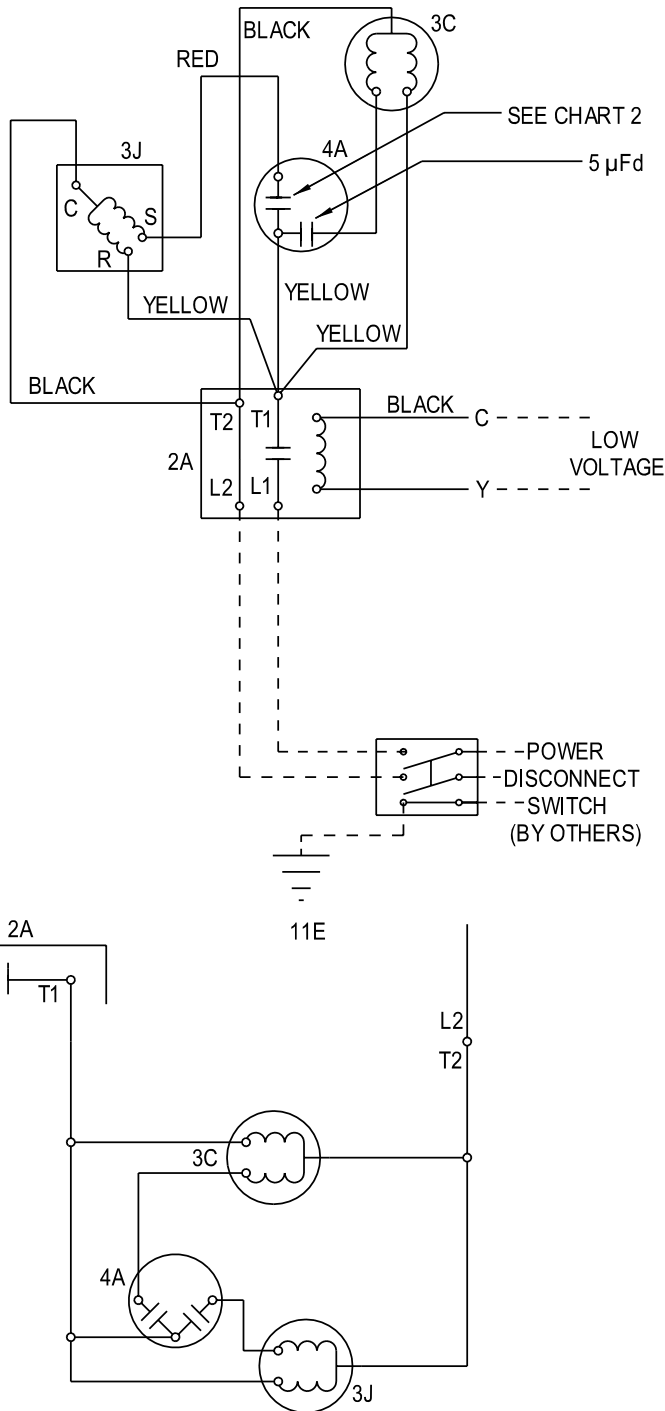 BLACK
3C
RED
SEE CHART 2
3J
4A
5 µFd
C
S
R
YELLOW
YELLOW
YELLOW
BLACK
BLACK
C
T2
T1
LOW
VOLTAGE
2A
L2
L1
Y
POWER
DISCONNECT
SWITCH
(BY OTHERS)
11E
2A
T1
L2
T2
3C
4A
3J